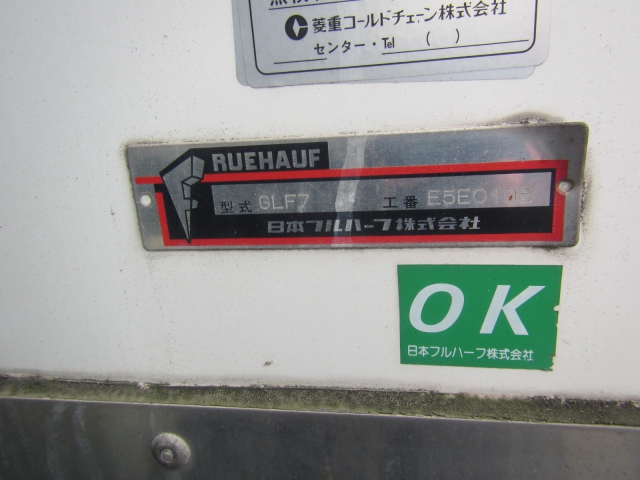 菱重コールドチェーン株式会社
センター・Tel ( )
FRUEHAUF
型式 GLF7 工番
日本フルハーフ株式会社
OK
日本フルハーフ株式会社